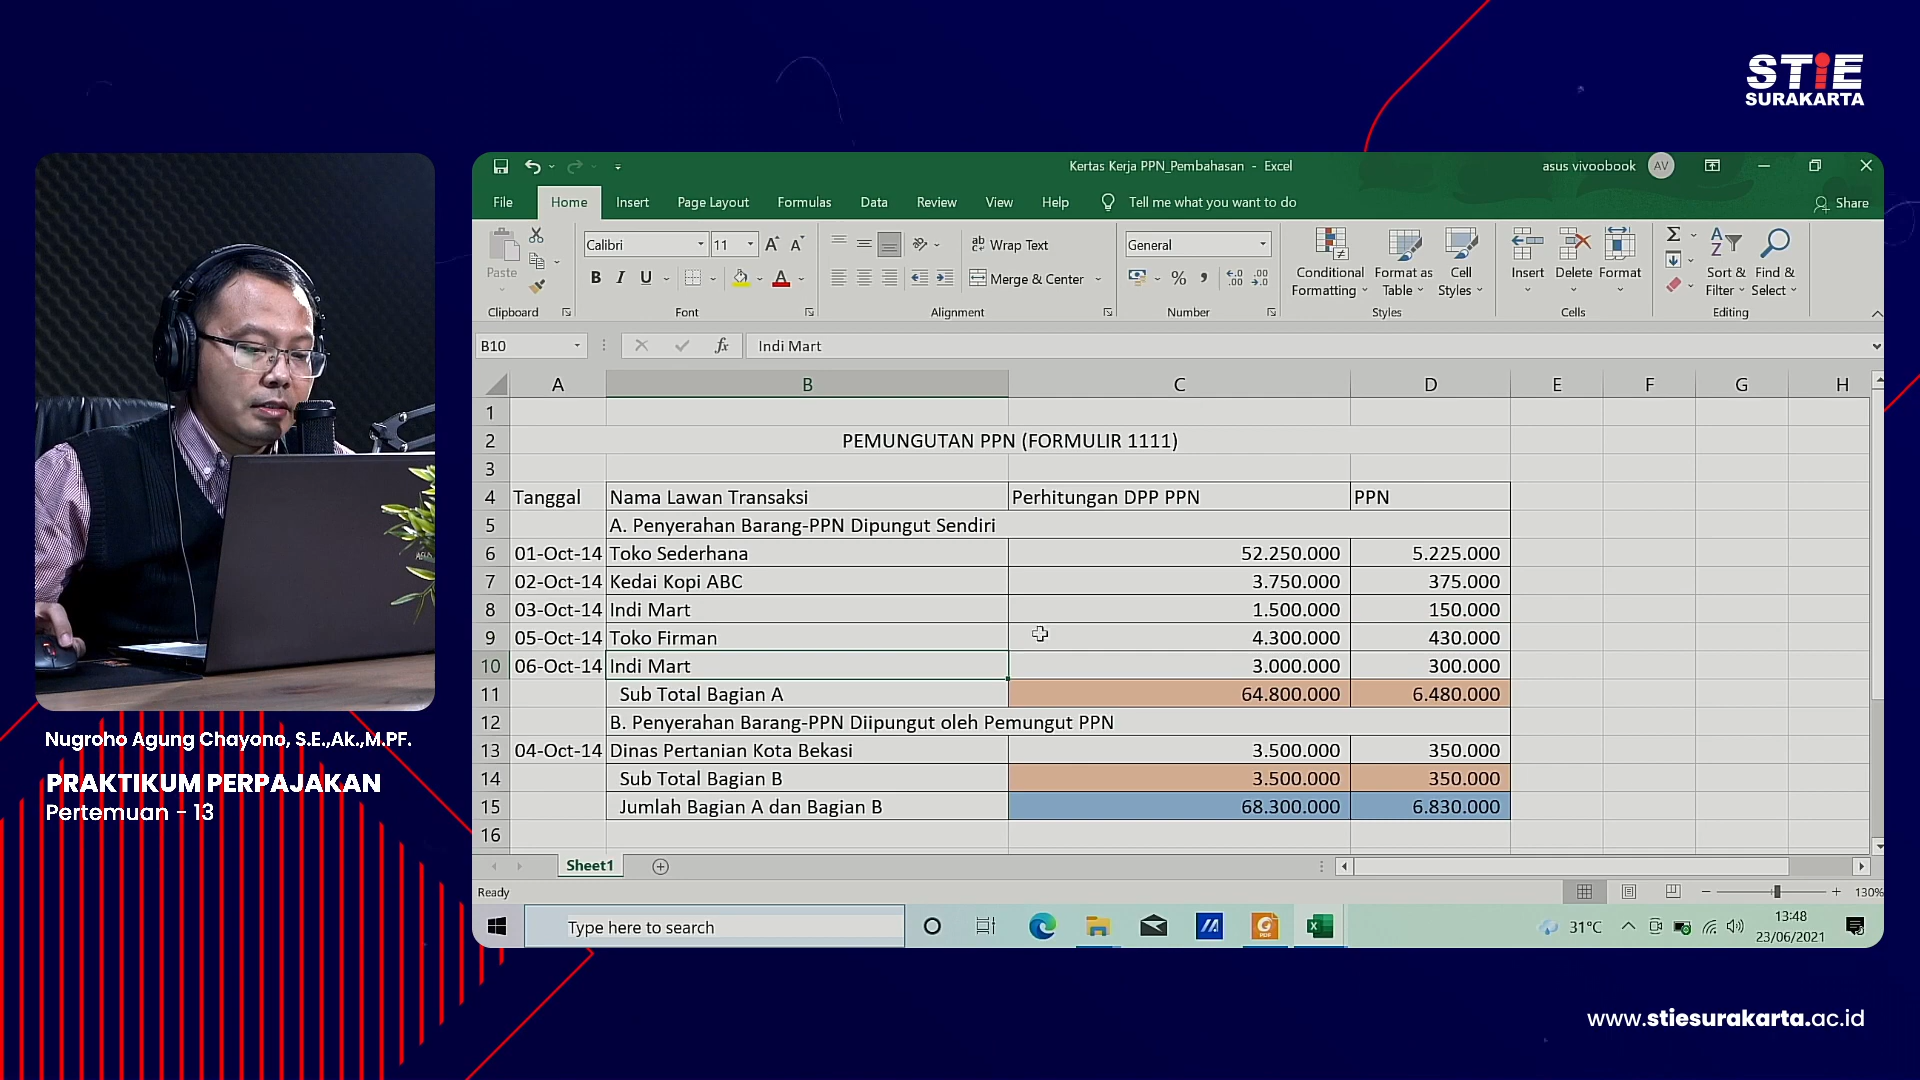 STiE
SURAKARTA
Kertas Kerja PPN_Pembahasan - Excel
asus vivoobook
AV
File Home Insert Page Layout Formulas Data Review View Help Tell me what you want to do
Share
Paste
Calibri 11
Wrap Text
General
B I U
Merge & Center
Conditional Formatting
Format as Table
Cell Styles
Insert Delete Format
Sort & Filter
Find & Select
Clipboard Font Alignment Number Styles Cells Editing
B10 fx Indi Mart
A B C D E F G H
1
2 PEMUNGUTAN PPN (FORMULIR 1111)
3
4 Tanggal Nama Lawan Transaksi Perhitungan DPP PPN PPN
5 A. Penyerahan Barang-PPN Dipungut Sendiri
6 01-Oct-14 Toko Sederhana 52.250.000 5.225.000
7 02-Oct-14 Kedai Kopi ABC 3.750.000 375.000
8 03-Oct-14 Indi Mart 1.500.000 150.000
9 05-Oct-14 Toko Firman 4.300.000 430.000
10 06-Oct-14 Indi Mart 3.000.000 300.000
11 Sub Total Bagian A 64.800.000 6.480.000
12 B. Penyerahan Barang-PPN Diipungut oleh Pemungut PPN
13 04-Oct-14 Dinas Pertanian Kota Bekasi 3.500.000 350.000
14 Sub Total Bagian B 3.500.000 350.000
15 Jumlah Bagian A dan Bagian B 68.300.000 6.830.000
16
Sheet1
Ready
130%
Type here to search
31°C
13:48
23/06/2021
Nugroho Agung Chayono, S.E.,Ak.,M.PF.
PRAKTIKUM PERPAJAKAN
Pertemuan - 13
www.stiesurakarta.ac.id